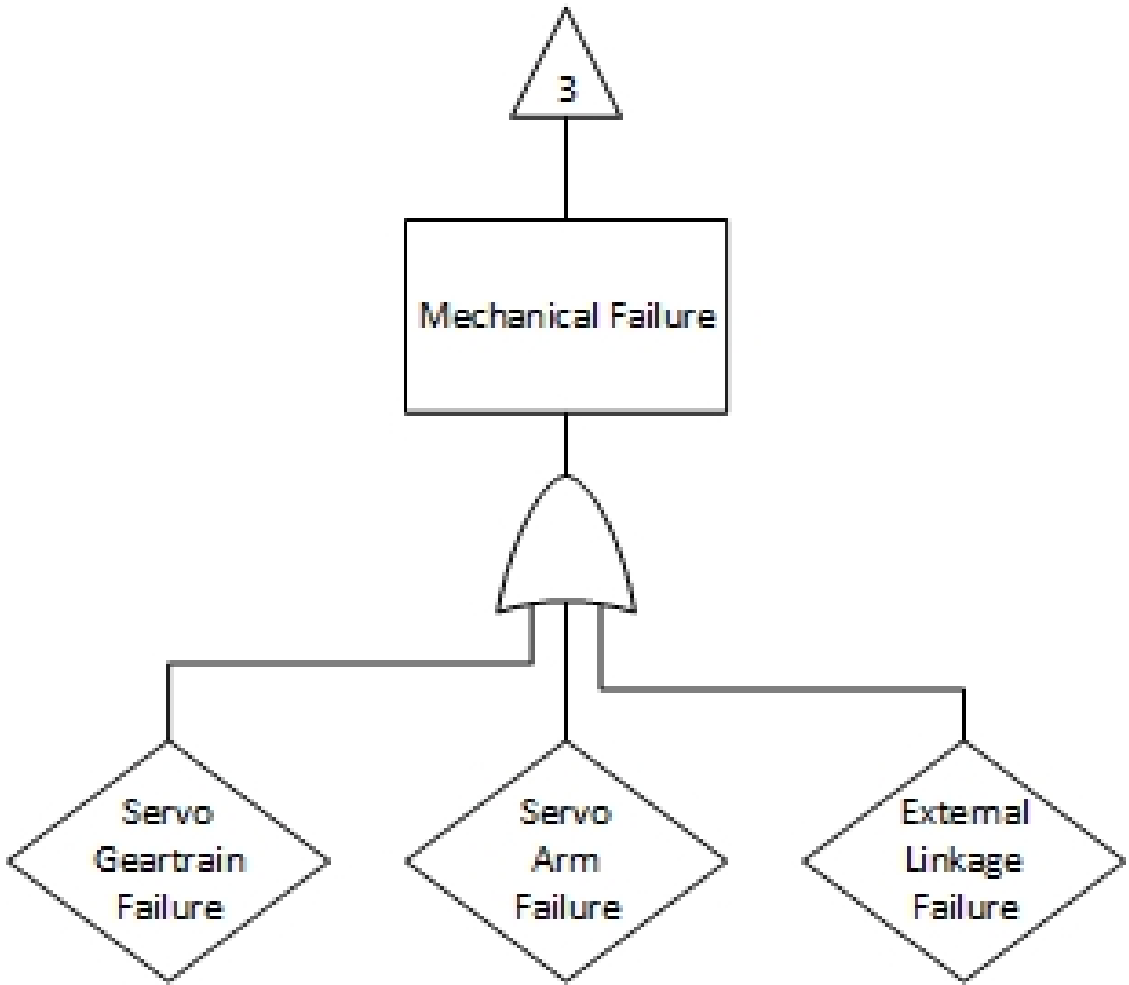 3
Mechanical Failure
Servo
Geartrain
Failure
Servo
Arm
Failure
External
Linkage
Failure